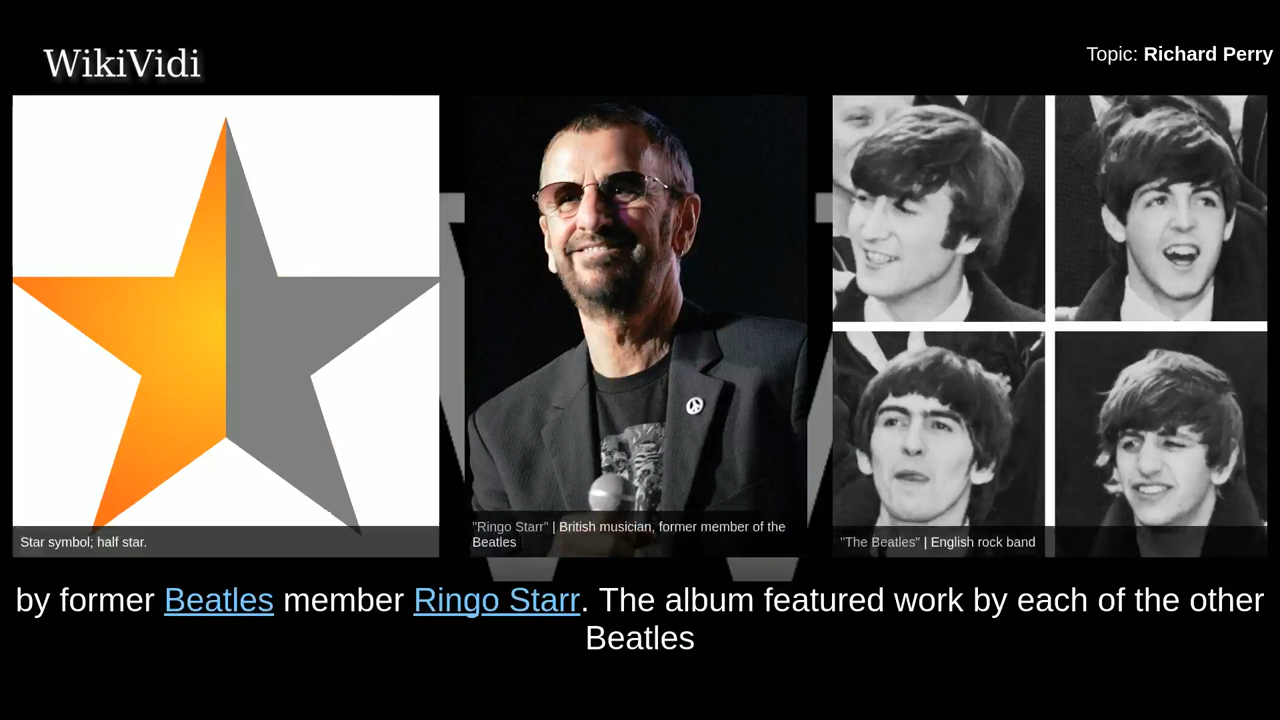 WikiVidi
Topic: Richard Perry
Star symbol; half star.
"Ringo Starr" | British musician, former member of the
Beatles
"The Beatles" | English rock band
by former Beatles member Ringo Starr. The album featured work by each of the other
Beatles